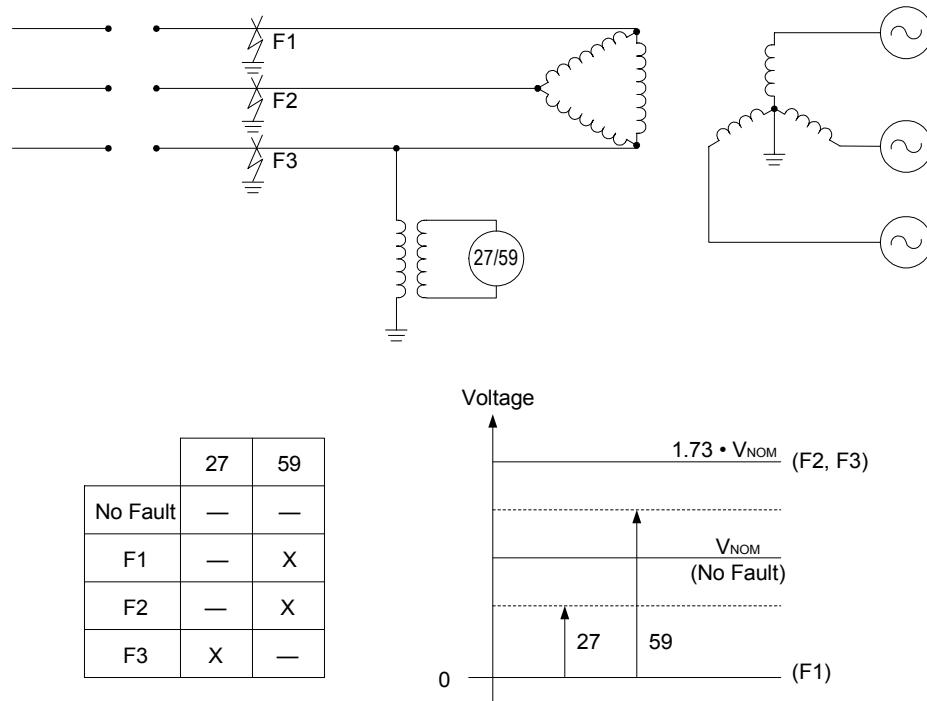 F1
F2
F3
27/59
27 59
No Fault — —
F1 — X
F2 — X
F3 X —
Voltage
1.73 • VNOM (F2, F3)
VNOM
(No Fault)
27 59
0 (F1)